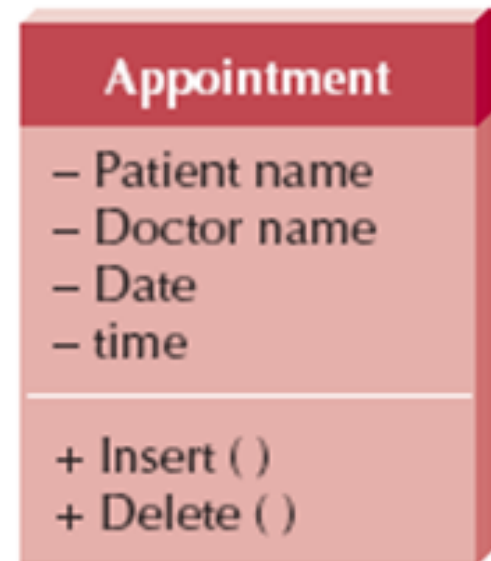 Appointment
– Patient name
– Doctor name
– Date
– time
+ Insert ( )
+ Delete ( )